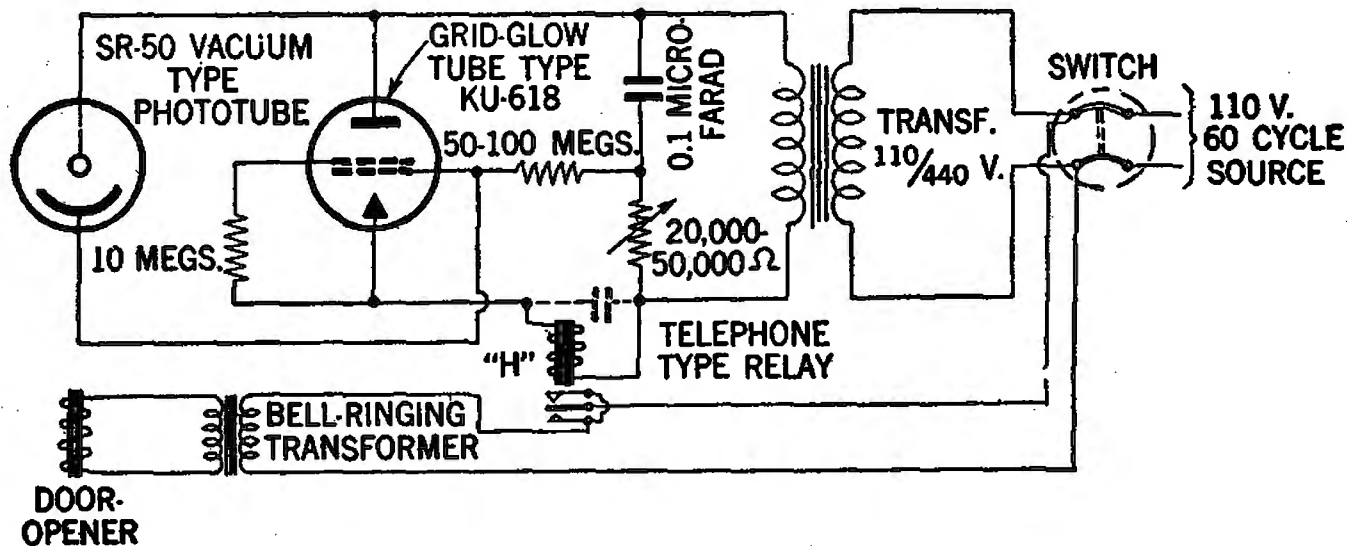 SR-50 VACUUM
TYPE
PHOTOTUBE
GRID-GLOW
TUBE TYPE
KU-618
50-100 MEGS.
0.1 MICRO-
FARAD
10 MEGS.
20,000-
50,000 Ω
TRANSF.
110/440 V.
SWITCH
110 V.
60 CYCLE
SOURCE
"H"
TELEPHONE
TYPE RELAY
BELL-RINGING
TRANSFORMER
DOOR-
OPENER